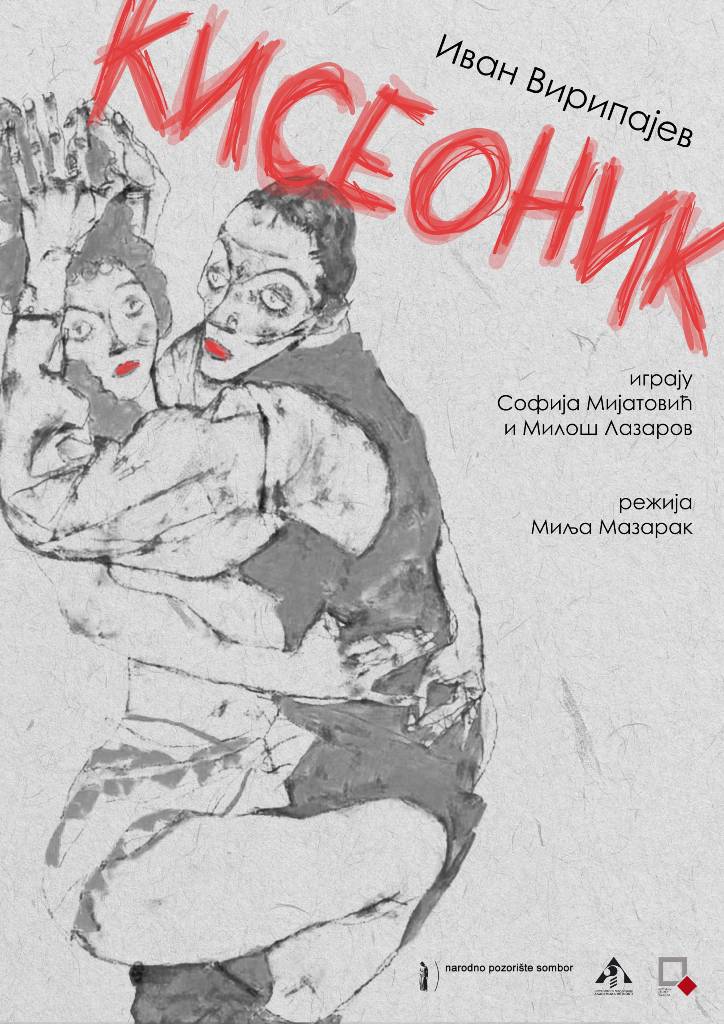 КИСЕОНИК
Иван Вирипајев
играју
Софија Мијатовић
и Милош Лазаров
режија
Миља Мазарак
narodno pozorište sombor